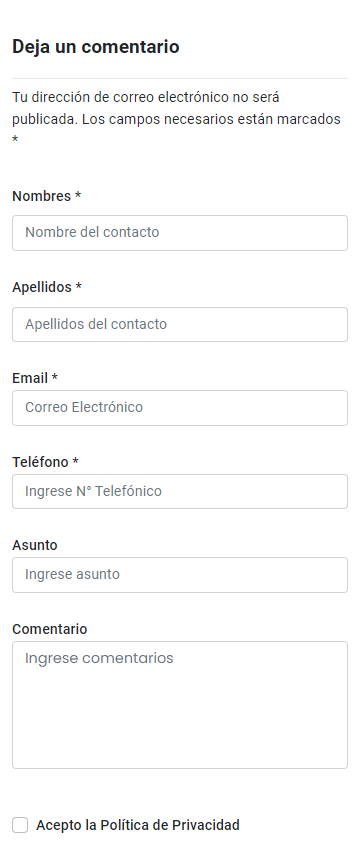 Deja un comentario
Tu dirección de correo electrónico no será
publicada. Los campos necesarios están marcados
*
Nombres *
Nombre del contacto
Apellidos *
Apellidos del contacto
Email *
Correo Electrónico
Teléfono *
Ingrese N° Telefónico
Asunto
Ingrese asunto
Comentario
Ingrese comentarios
Acepto la Política de Privacidad